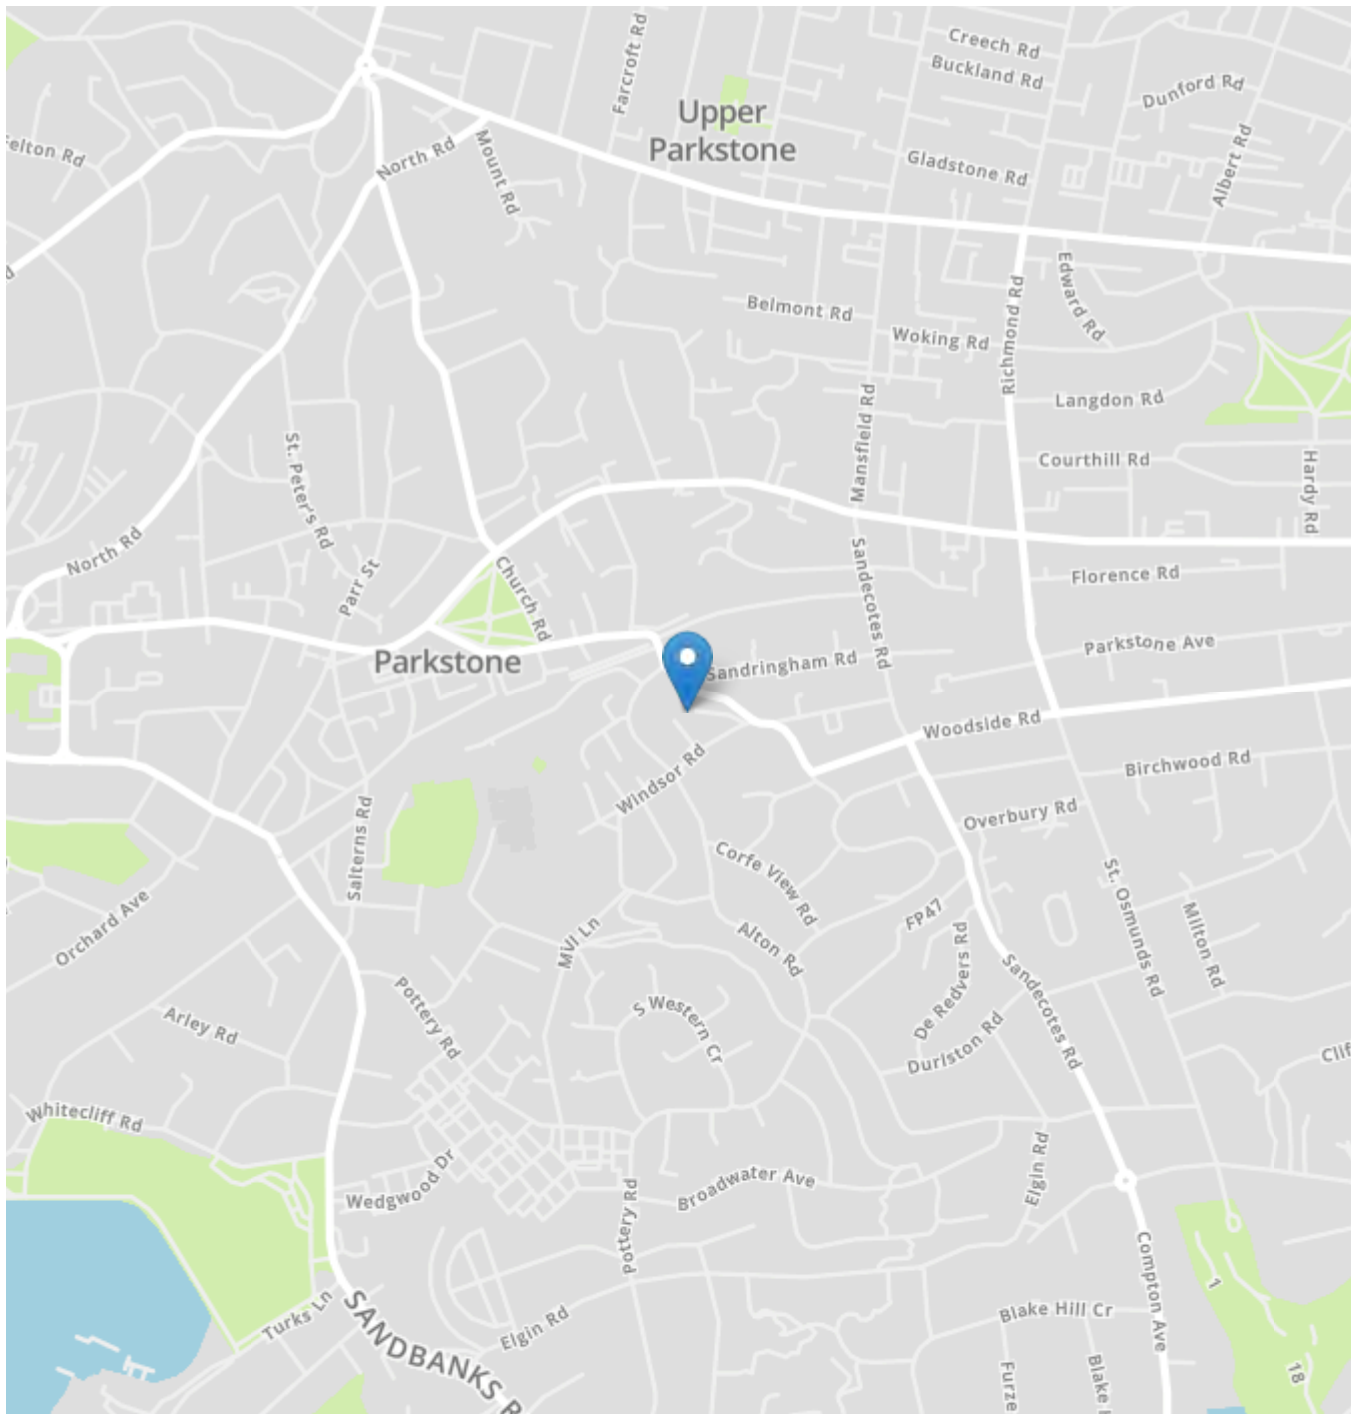 Creech Rd
Buckland Rd
Dunford Rd
Farcroft Rd
Upper
Parkstone
North Rd
Mount Rd
Gladstone Rd
Albert Rd
Edward Rd
Belmont Rd
Woking Rd
Richmond Rd
Langdon Rd
Mansfield Rd
Courthill Rd
Hardy Rd
St. Peter's Rd
North Rd
Parr St
Church Rd
Sandecotes Rd
Florence Rd
Parkstone Ave
Parkstone
Sandringham Rd
Woodside Rd
Windsor Rd
Birchwood Rd
Salterns Rd
Overbury Rd
Corfe View Rd
Orchard Ave
FP47
St. Osmunds Rd
Milton Rd
Mill Ln
Alton Rd
De Redvers Rd
Sandecotes Rd
Pottery Rd
Arley Rd
S Western Cr
Durlston Rd
Whitecliff Rd
Wedgwood Dr
Broadwater Ave
Elgin Rd
Pottery Rd
Compton Ave
1
Turks Ln
Blake Hill Cr
Elgin Rd
SANDBANKS R
Furze
Blake
18